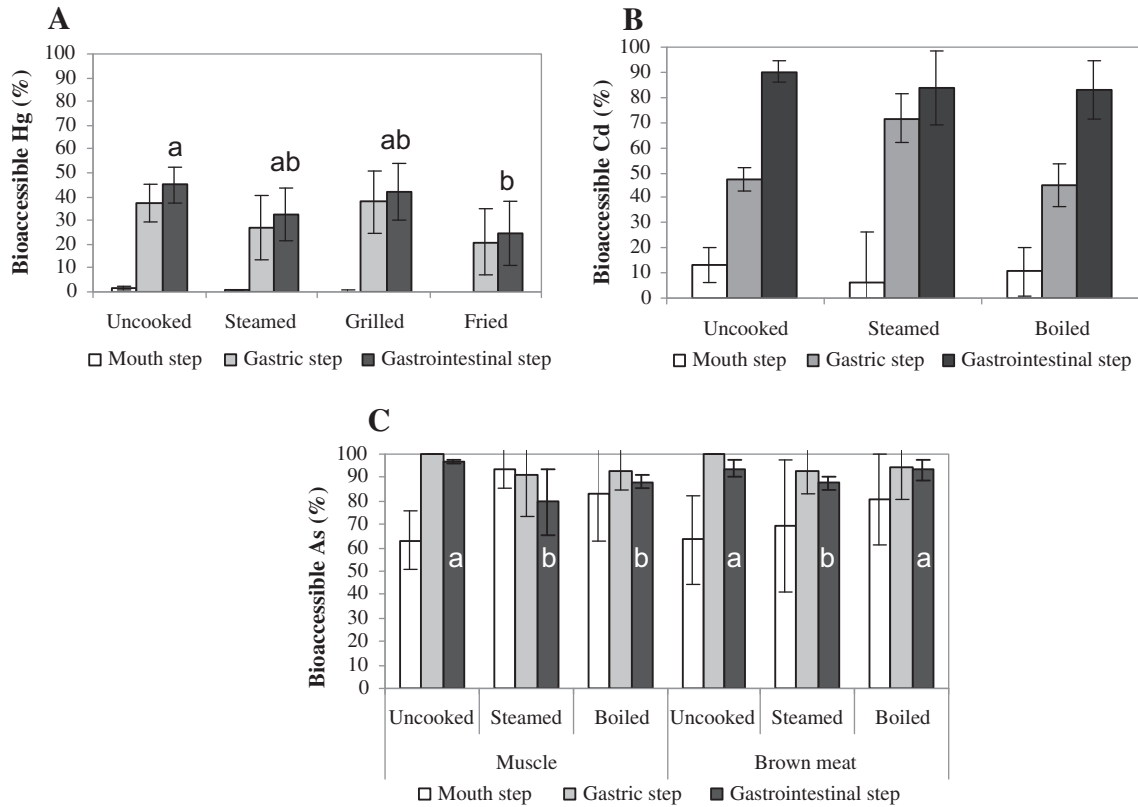 A
Bioaccessible Hg (%)
100
90
80
70
60
50
40
30
20
10
0
a
ab
ab
b
Uncooked Steamed Grilled Fried
Mouth step Gastric step Gastrointestinal step
B
Bioaccessible Cd (%)
100
90
80
70
60
50
40
30
20
10
0
Uncooked Steamed Boiled
Mouth step Gastric step Gastrointestinal step
C
Bioaccessible As (%)
100
90
80
70
60
50
40
30
20
10
0
a b b a b a
Uncooked Steamed Boiled Uncooked Steamed Boiled
Muscle Brown meat
Mouth step Gastric step Gastrointestinal step